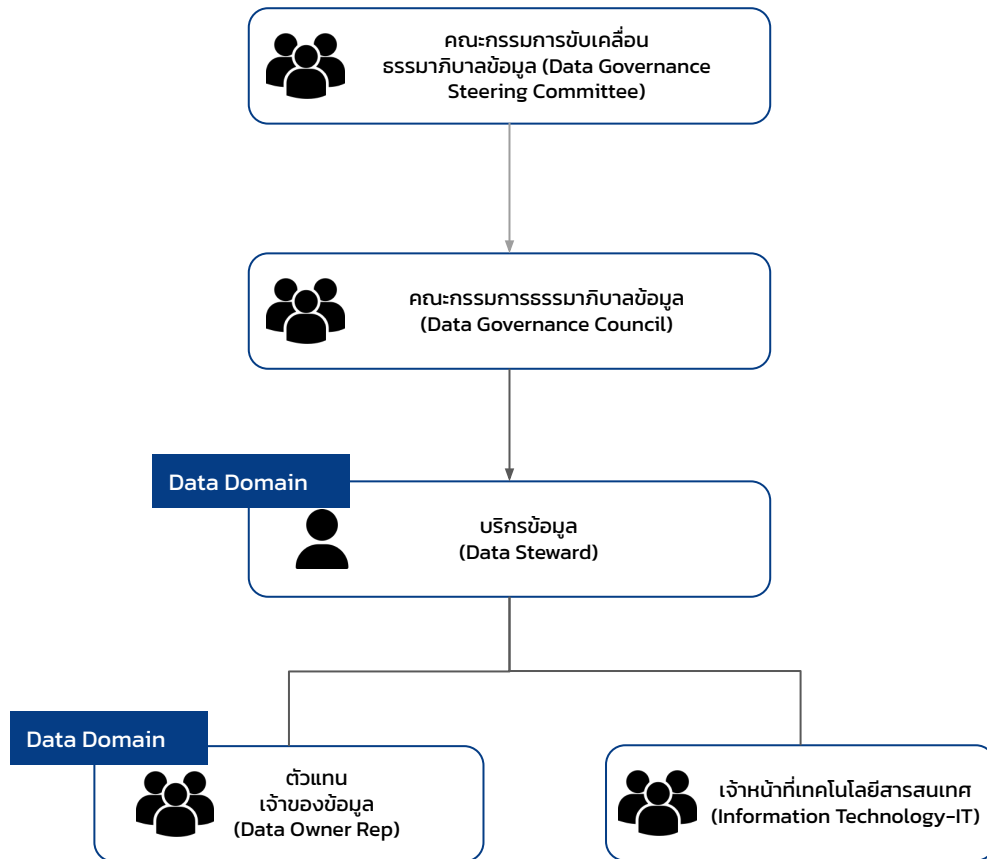 คณะกรรมการขับเคลื่อน
ธรรมาภิบาลข้อมูล (Data Governance
Steering Committee)
คณะกรรมการธรรมาภิบาลข้อมูล
(Data Governance Council)
Data Domain
บริกรข้อมูล
(Data Steward)
Data Domain
ตัวแทน
เจ้าของข้อมูล
(Data Owner Rep)
เจ้าหน้าที่เทคโนโลยีสารสนเทศ
(Information Technology-IT)